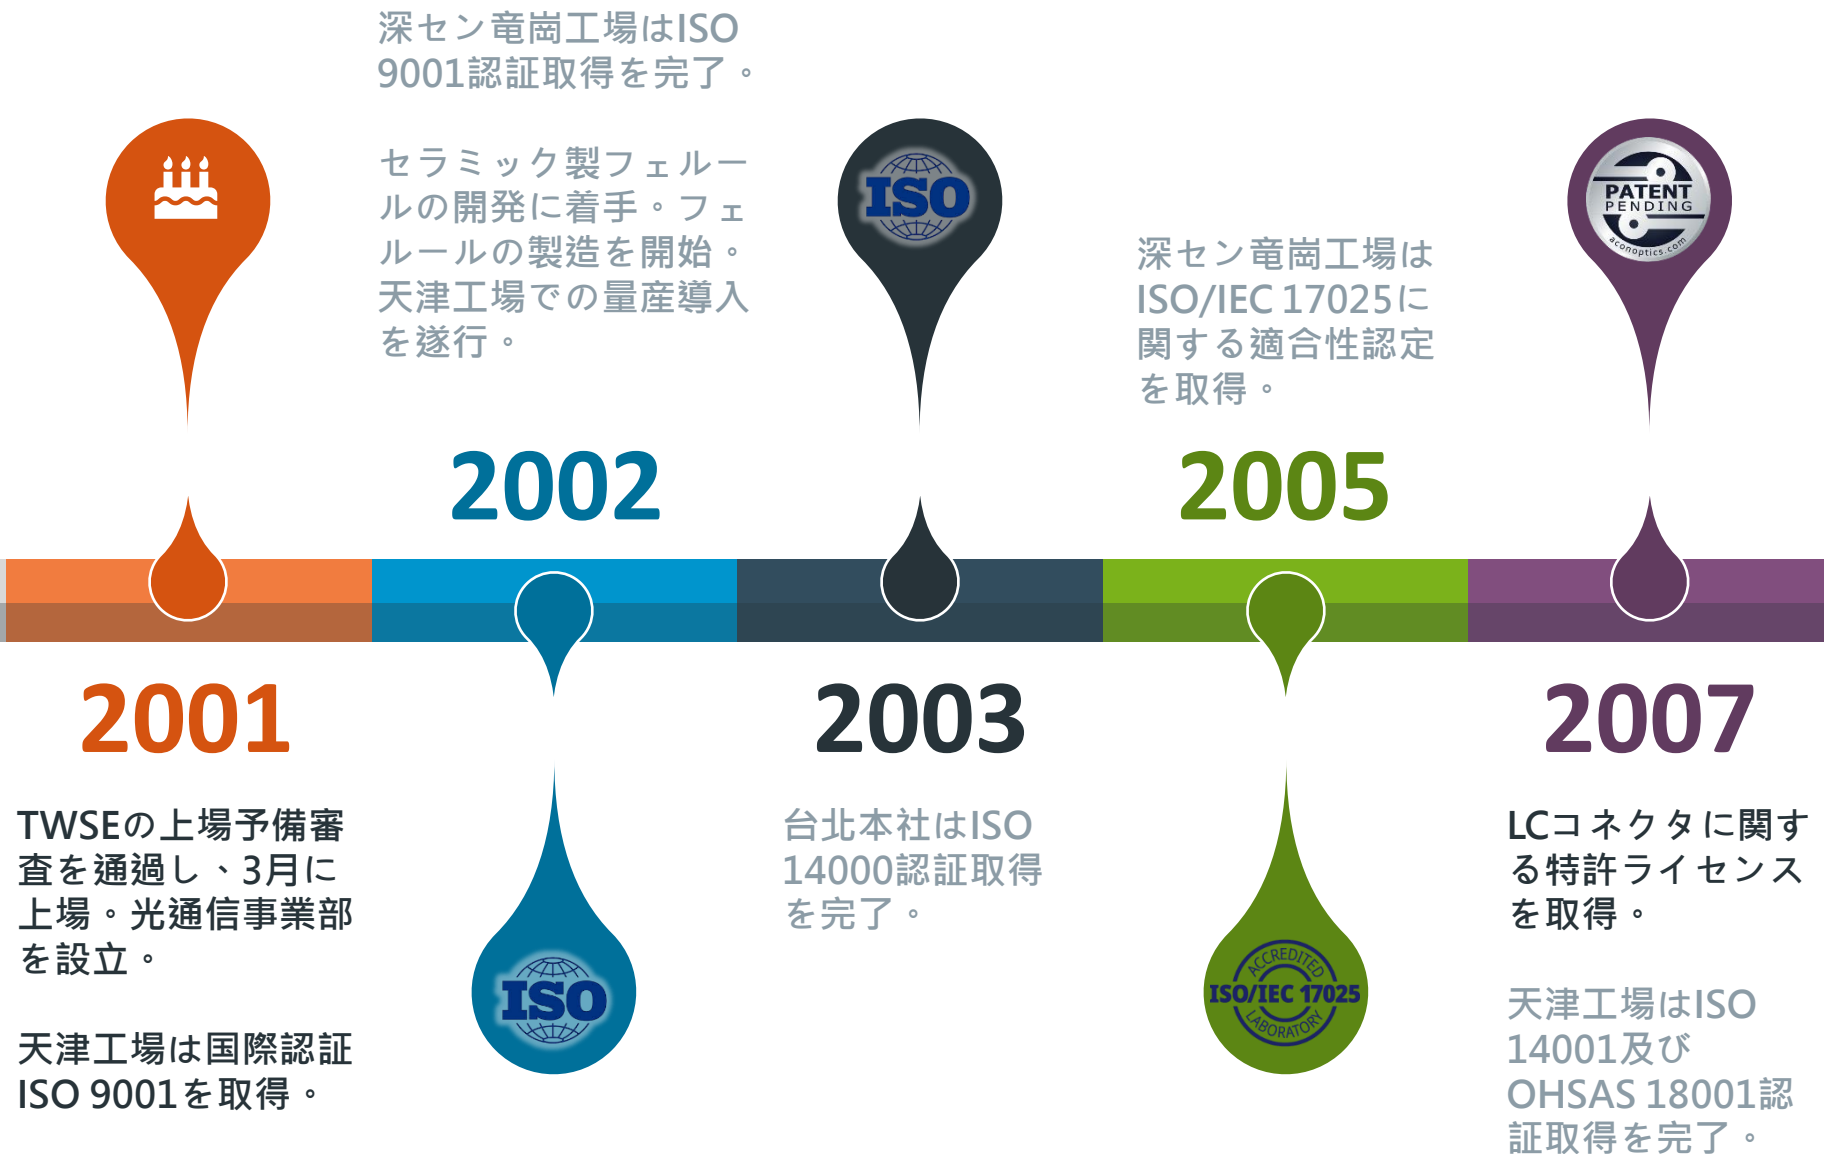 2001
TWSEの上場予備審
査を通過し、3月に
上場。光通信事業部
を設立。
天津工場は国際認証
ISO 9001を取得。
深セン竜崗工場はISO
9001認証取得を完了。
セラミック製フェルー
ルの開発に着手。フェ
ルールの製造を開始。
天津工場での量産導入
を遂行。
2002
ISO
ISO
2003
台北本社はISO
14000認証取得
を完了。
深セン竜崗工場は
ISO/IEC 17025に
関する適合性認定
を取得。
2005
ACCREDITED
ISO/IEC 17025
LABORATORY
PATENT
PENDING
aconoptics.com
2007
LCコネクタに関す
る特許ライセンス
を取得。
天津工場はISO
14001及び
OHSAS 18001認
証取得を完了。